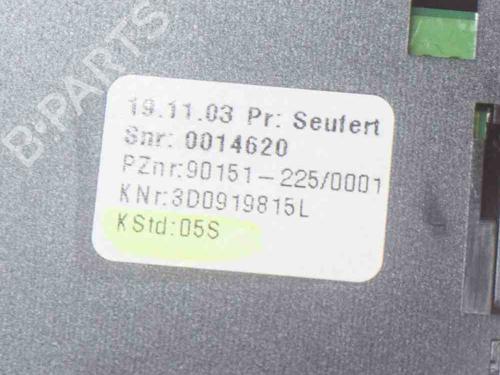 B-PARTS
19.11.03 Pr: Seufert
Snr: 0014620
PZnr:90151-225/0001
KNr:3D0919815L
KStd:05S